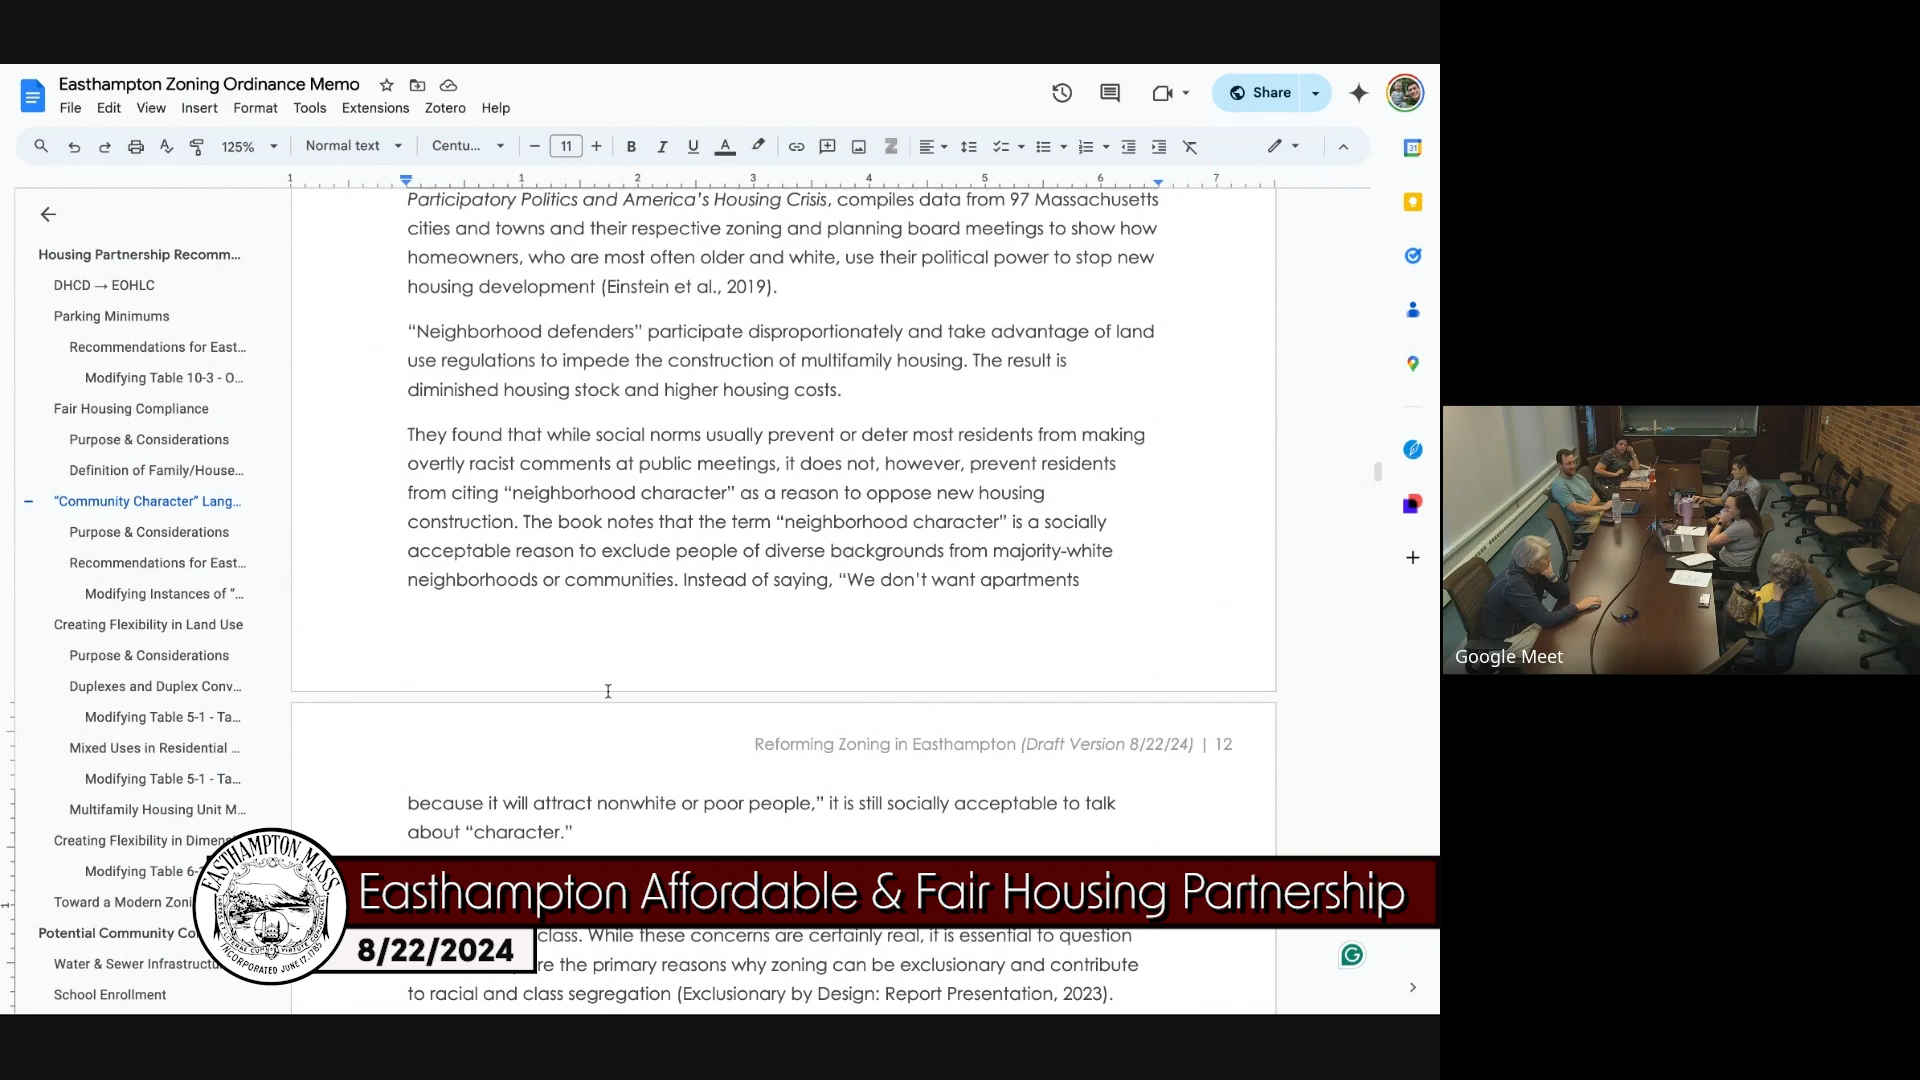 Easthampton Zoning Ordinance Memo
File Edit View Insert Format Tools Extensions Zotero Help
Share
125% Normal text Centu... 11
1 1 2 3 4 5 6 7
Housing Partnership Recomm...
DHCD → EOHLC
Parking Minimums
Recommendations for East...
Modifying Table 10-3 - O...
Fair Housing Compliance
Purpose & Considerations
Definition of Family/House...
“Community Character” Lang...
Purpose & Considerations
Recommendations for East...
Modifying Instances of “...
Creating Flexibility in Land Use
Purpose & Considerations
Duplexes and Duplex Conv...
Modifying Table 5-1 - Ta...
Mixed Uses in Residential ...
Modifying Table 5-1 - Ta...
Multifamily Housing Unit M...
Creating Flexibility in Dimen
Modifying Table 6-
Toward a Modern Zoni
Potential Community Co
Water & Sewer Infrastructu
School Enrollment
Participatory Politics and America’s Housing Crisis, compiles data from 97 Massachusetts
cities and towns and their respective zoning and planning board meetings to show how
homeowners, who are most often older and white, use their political power to stop new
housing development (Einstein et al., 2019).
“Neighborhood defenders” participate disproportionately and take advantage of land
use regulations to impede the construction of multifamily housing. The result is
diminished housing stock and higher housing costs.
They found that while social norms usually prevent or deter most residents from making
overtly racist comments at public meetings, it does not, however, prevent residents
from citing “neighborhood character” as a reason to oppose new housing
construction. The book notes that the term “neighborhood character” is a socially
acceptable reason to exclude people of diverse backgrounds from majority-white
neighborhoods or communities. Instead of saying, “We don’t want apartments
Reforming Zoning in Easthampton (Draft Version 8/22/24) | 12
because it will attract nonwhite or poor people,” it is still socially acceptable to talk
about “character.”
class. While these concerns are certainly real, it is essential to question
re the primary reasons why zoning can be exclusionary and contribute
to racial and class segregation (Exclusionary by Design: Report Presentation, 2023).
EASTHAMPTON, MASS
INCORPORATED JUNE 17, 1785
Easthampton Affordable & Fair Housing Partnership
8/22/2024
31
Google Meet